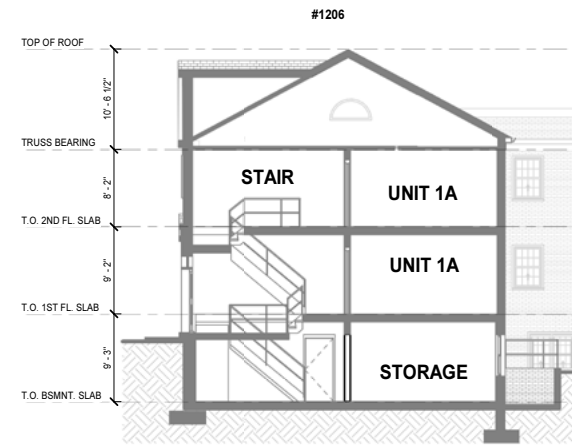 #1206
TOP OF ROOF
10' - 6 1/2"
TRUSS BEARING
8' - 2"
STAIR
UNIT 1A
T.O. 2ND FL. SLAB
9' - 2"
UNIT 1A
T.O. 1ST FL. SLAB
9' - 3"
STORAGE
T.O. BSMNT. SLAB